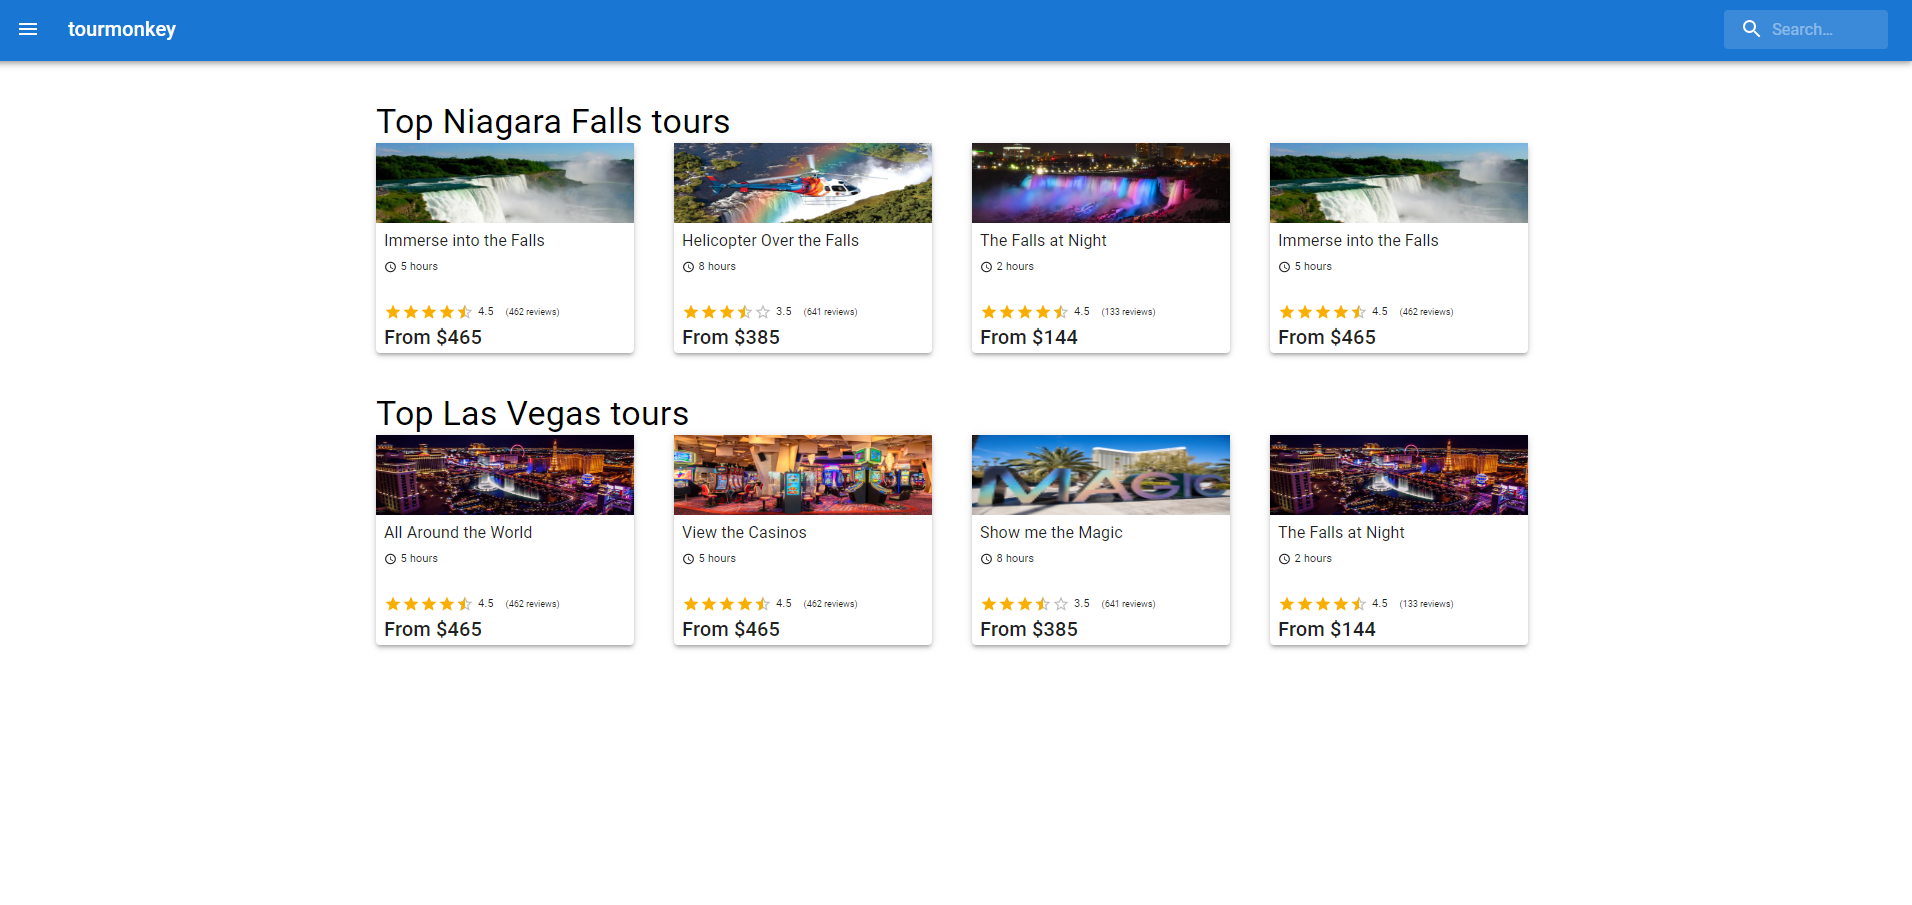 tourmonkey
Search...
Top Niagara Falls tours
Immerse into the Falls
5 hours
4.5 (462 reviews)
From $465
Helicopter Over the Falls
8 hours
3.5 (641 reviews)
From $385
The Falls at Night
2 hours
4.5 (133 reviews)
From $144
Immerse into the Falls
5 hours
4.5 (462 reviews)
From $465
Top Las Vegas tours
All Around the World
5 hours
4.5 (462 reviews)
From $465
View the Casinos
5 hours
4.5 (462 reviews)
From $465
MAGIC
Show me the Magic
8 hours
3.5 (641 reviews)
From $385
The Falls at Night
2 hours
4.5 (133 reviews)
From $144